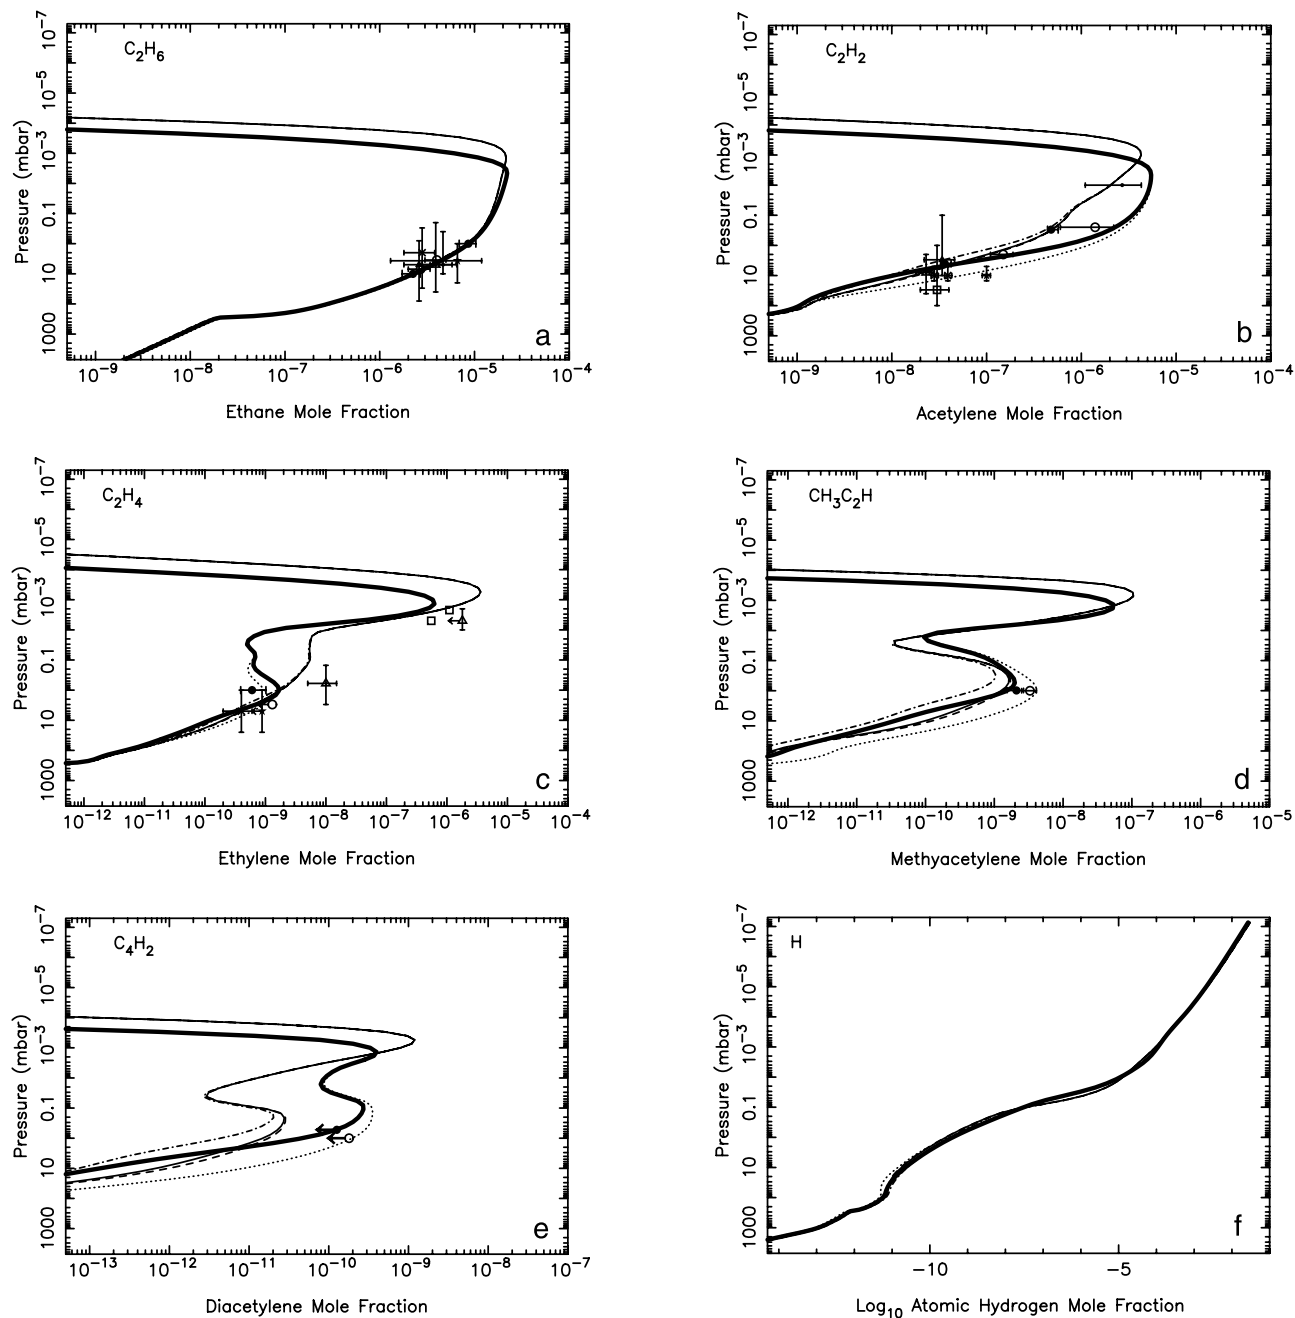 C₂H₆
10⁻⁷
10⁻⁵
10⁻³
0.1
10
1000
Pressure (mbar)
a
10⁻⁹ 10⁻⁸ 10⁻⁷ 10⁻⁶ 10⁻⁵ 10⁻⁴
Ethane Mole Fraction
C₂H₂
10⁻⁷
10⁻⁵
10⁻³
0.1
10
1000
Pressure (mbar)
b
10⁻⁹ 10⁻⁸ 10⁻⁷ 10⁻⁶ 10⁻⁵ 10⁻⁴
Acetylene Mole Fraction
C₂H₄
10⁻⁷
10⁻⁵
10⁻³
0.1
10
1000
Pressure (mbar)
c
10⁻¹² 10⁻¹¹ 10⁻¹⁰ 10⁻⁹ 10⁻⁸ 10⁻⁷ 10⁻⁶ 10⁻⁵ 10⁻⁴
Ethylene Mole Fraction
CH₃C₂H
10⁻⁷
10⁻⁵
10⁻³
0.1
10
1000
Pressure (mbar)
d
10⁻¹² 10⁻¹¹ 10⁻¹⁰ 10⁻⁹ 10⁻⁸ 10⁻⁷ 10⁻⁶ 10⁻⁵
Methyacetylene Mole Fraction
C₄H₂
10⁻⁷
10⁻⁵
10⁻³
0.1
10
1000
Pressure (mbar)
e
10⁻¹³ 10⁻¹² 10⁻¹¹ 10⁻¹⁰ 10⁻⁹ 10⁻⁸ 10⁻⁷
Diacetylene Mole Fraction
H
10⁻⁷
10⁻⁵
10⁻³
0.1
10
1000
Pressure (mbar)
f
−10 −5
Log₁₀ Atomic Hydrogen Mole Fraction